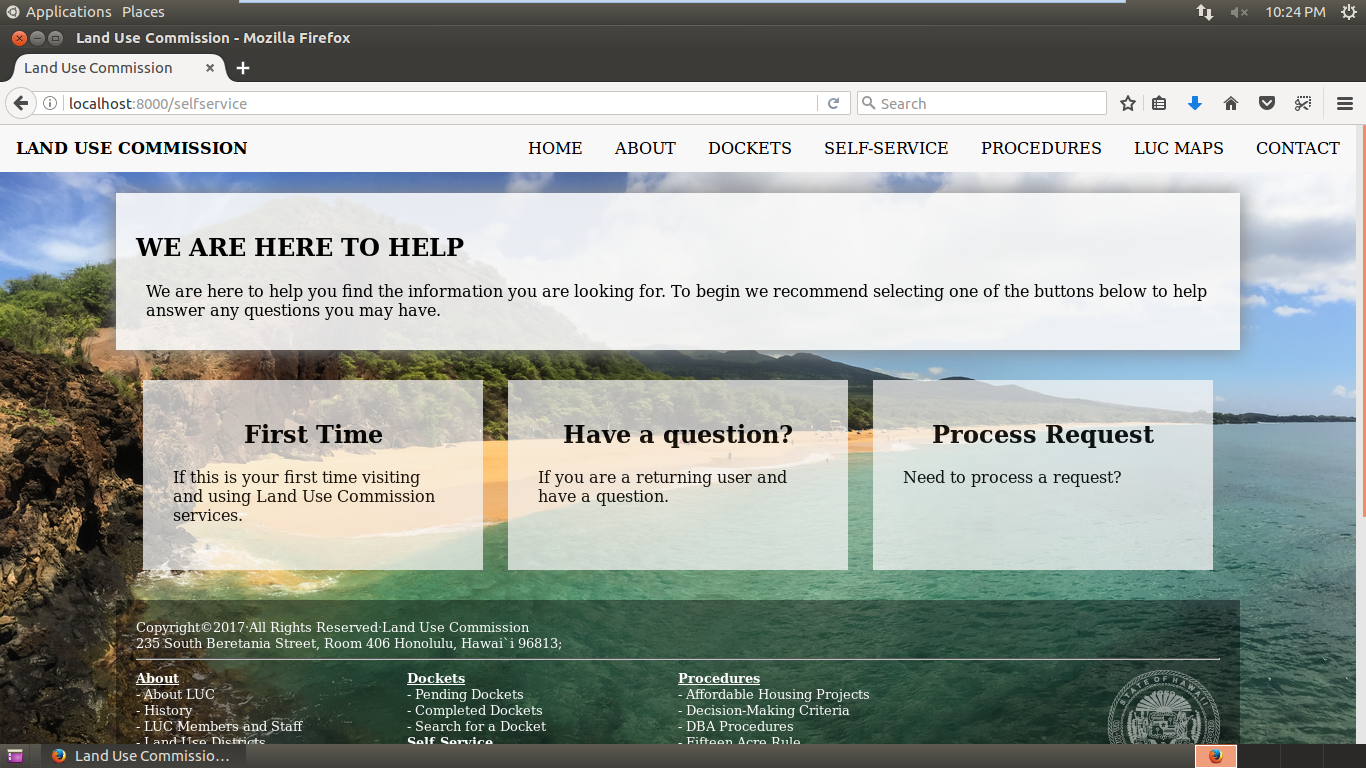 Applications Places 10:24 PM
Land Use Commission - Mozilla Firefox
Land Use Commission
localhost:8000/selfservice Search
LAND USE COMMISSION HOME ABOUT DOCKETS SELF-SERVICE PROCEDURES LUC MAPS CONTACT
WE ARE HERE TO HELP
We are here to help you find the information you are looking for. To begin we recommend selecting one of the buttons below to help
answer any questions you may have.
First Time
If this is your first time visiting
and using Land Use Commission
services.
Have a question?
If you are a returning user and
have a question.
Process Request
Need to process a request?
Copyright©2017·All Rights Reserved·Land Use Commission
235 South Beretania Street, Room 406 Honolulu, Hawai`i 96813;
About
- About LUC
- History
- LUC Members and Staff
- Land Use Districts
Dockets
- Pending Dockets
- Completed Dockets
- Search for a Docket
Self Service
Procedures
- Affordable Housing Projects
- Decision-Making Criteria
- DBA Procedures
- Fifteen Acre Rule
STATE OF HAWAII
Land Use Commissio...